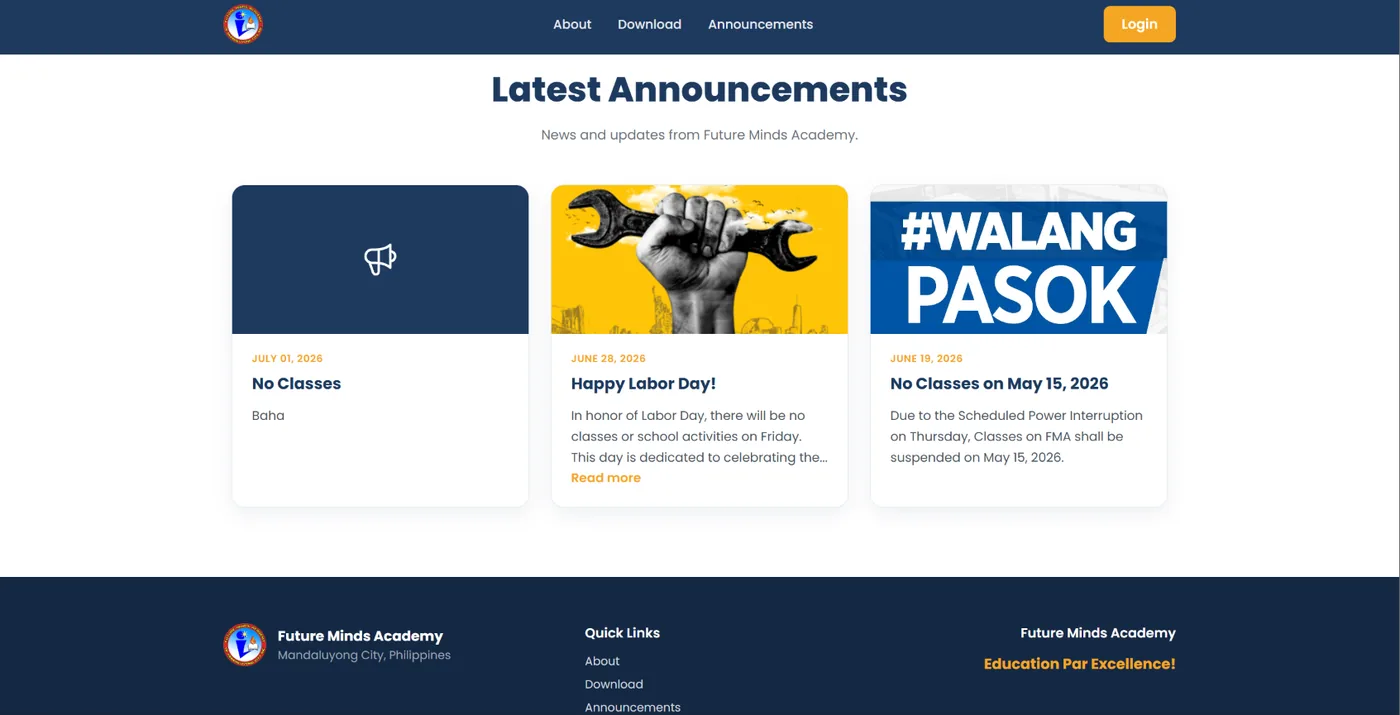 About
Download
Announcements
Login
Latest Announcements
News and updates from Future Minds Academy.
JULY 01, 2026
No Classes
Baha
JUNE 28, 2026
Happy Labor Day!
In honor of Labor Day, there will be no
classes or school activities on Friday.
This day is dedicated to celebrating the...
Read more
#WALANG
PASOK
JUNE 19, 2026
No Classes on May 15, 2026
Due to the Scheduled Power Interruption
on Thursday, Classes on FMA shall be
suspended on May 15, 2026.
Future Minds Academy
Mandaluyong City, Philippines
Quick Links
About
Download
Announcements
Future Minds Academy
Education Par Excellence!